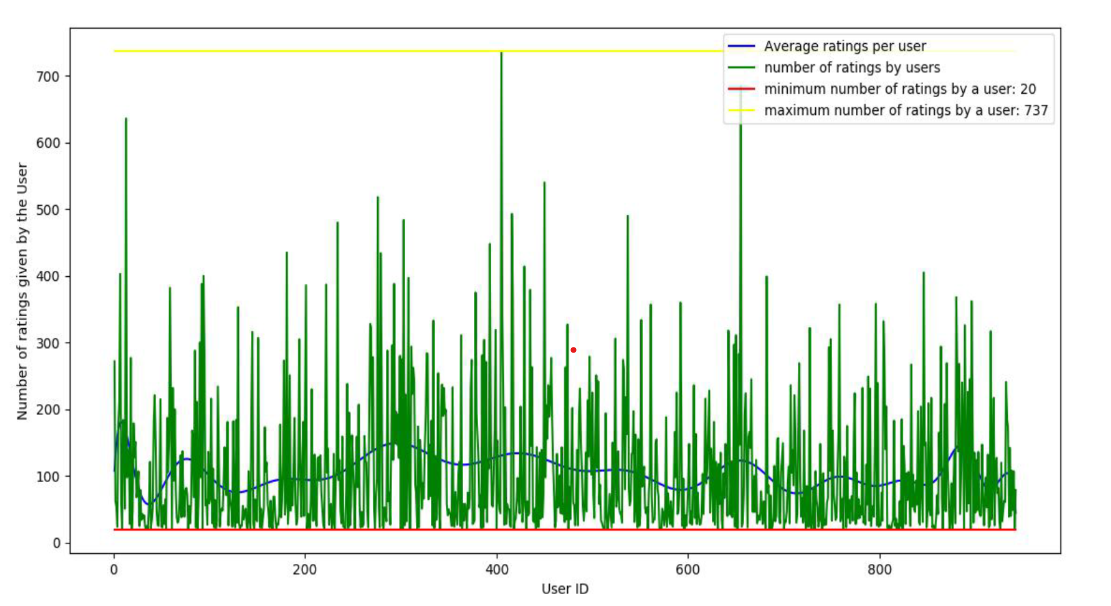 Average ratings per user
number of ratings by users
minimum number of ratings by a user: 20
maximum number of ratings by a user: 737
Number of ratings given by the User
700
600
500
400
300
200
100
0
0 200 400 600 800
User ID